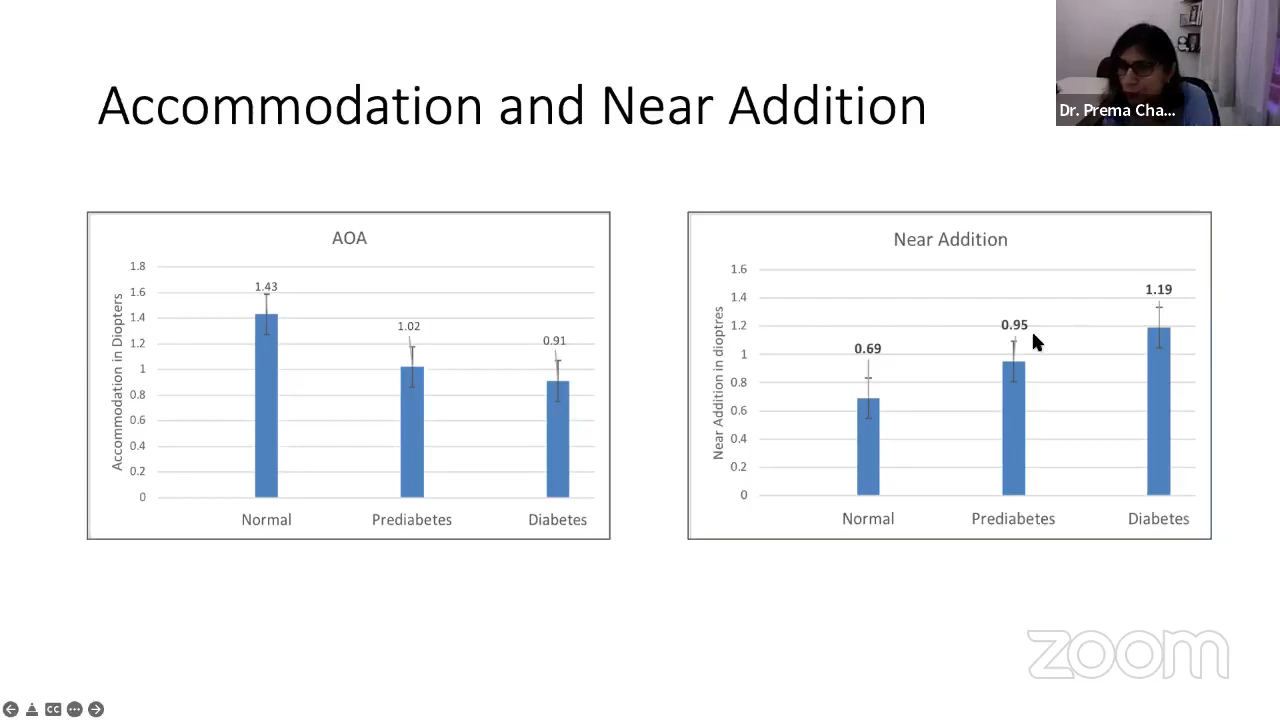 Accommodation and Near Addition
Dr. Prema Cha...
AOA
Accommodation in Diopters
1.8
1.6
1.4
1.2
1
0.8
0.6
0.4
0.2
0
1.43
1.02
0.91
Normal Prediabetes Diabetes
Near Addition
Near Addition in dioptres
1.6
1.4
1.2
1
0.8
0.6
0.4
0.2
0
0.69
0.95
1.19
Normal Prediabetes Diabetes
zoom
CC